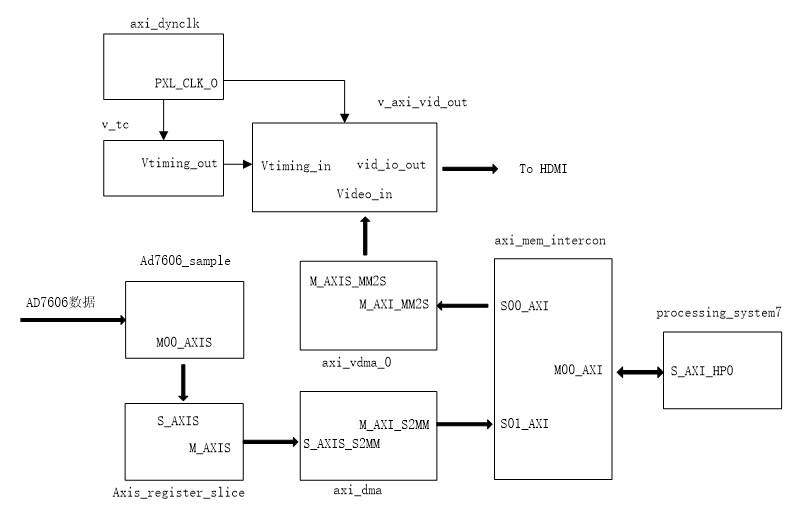 axi_dynclk
PXL_CLK_O
v_tc
v_axi_vid_out
Vtiming_out
Vtiming_in
vid_io_out
To HDMI
Video_in
axi_mem_intercon
Ad7606_sample
M_AXIS_MM2S
AD7606数据
M_AXI_MM2S
S00_AXI
processing_system7
M00_AXIS
axi_vdma_0
M00_AXI
S_AXI_HP0
S_AXIS
M_AXI_S2MM
S01_AXI
M_AXIS
S_AXIS_S2MM
Axis_register_slice
axi_dma